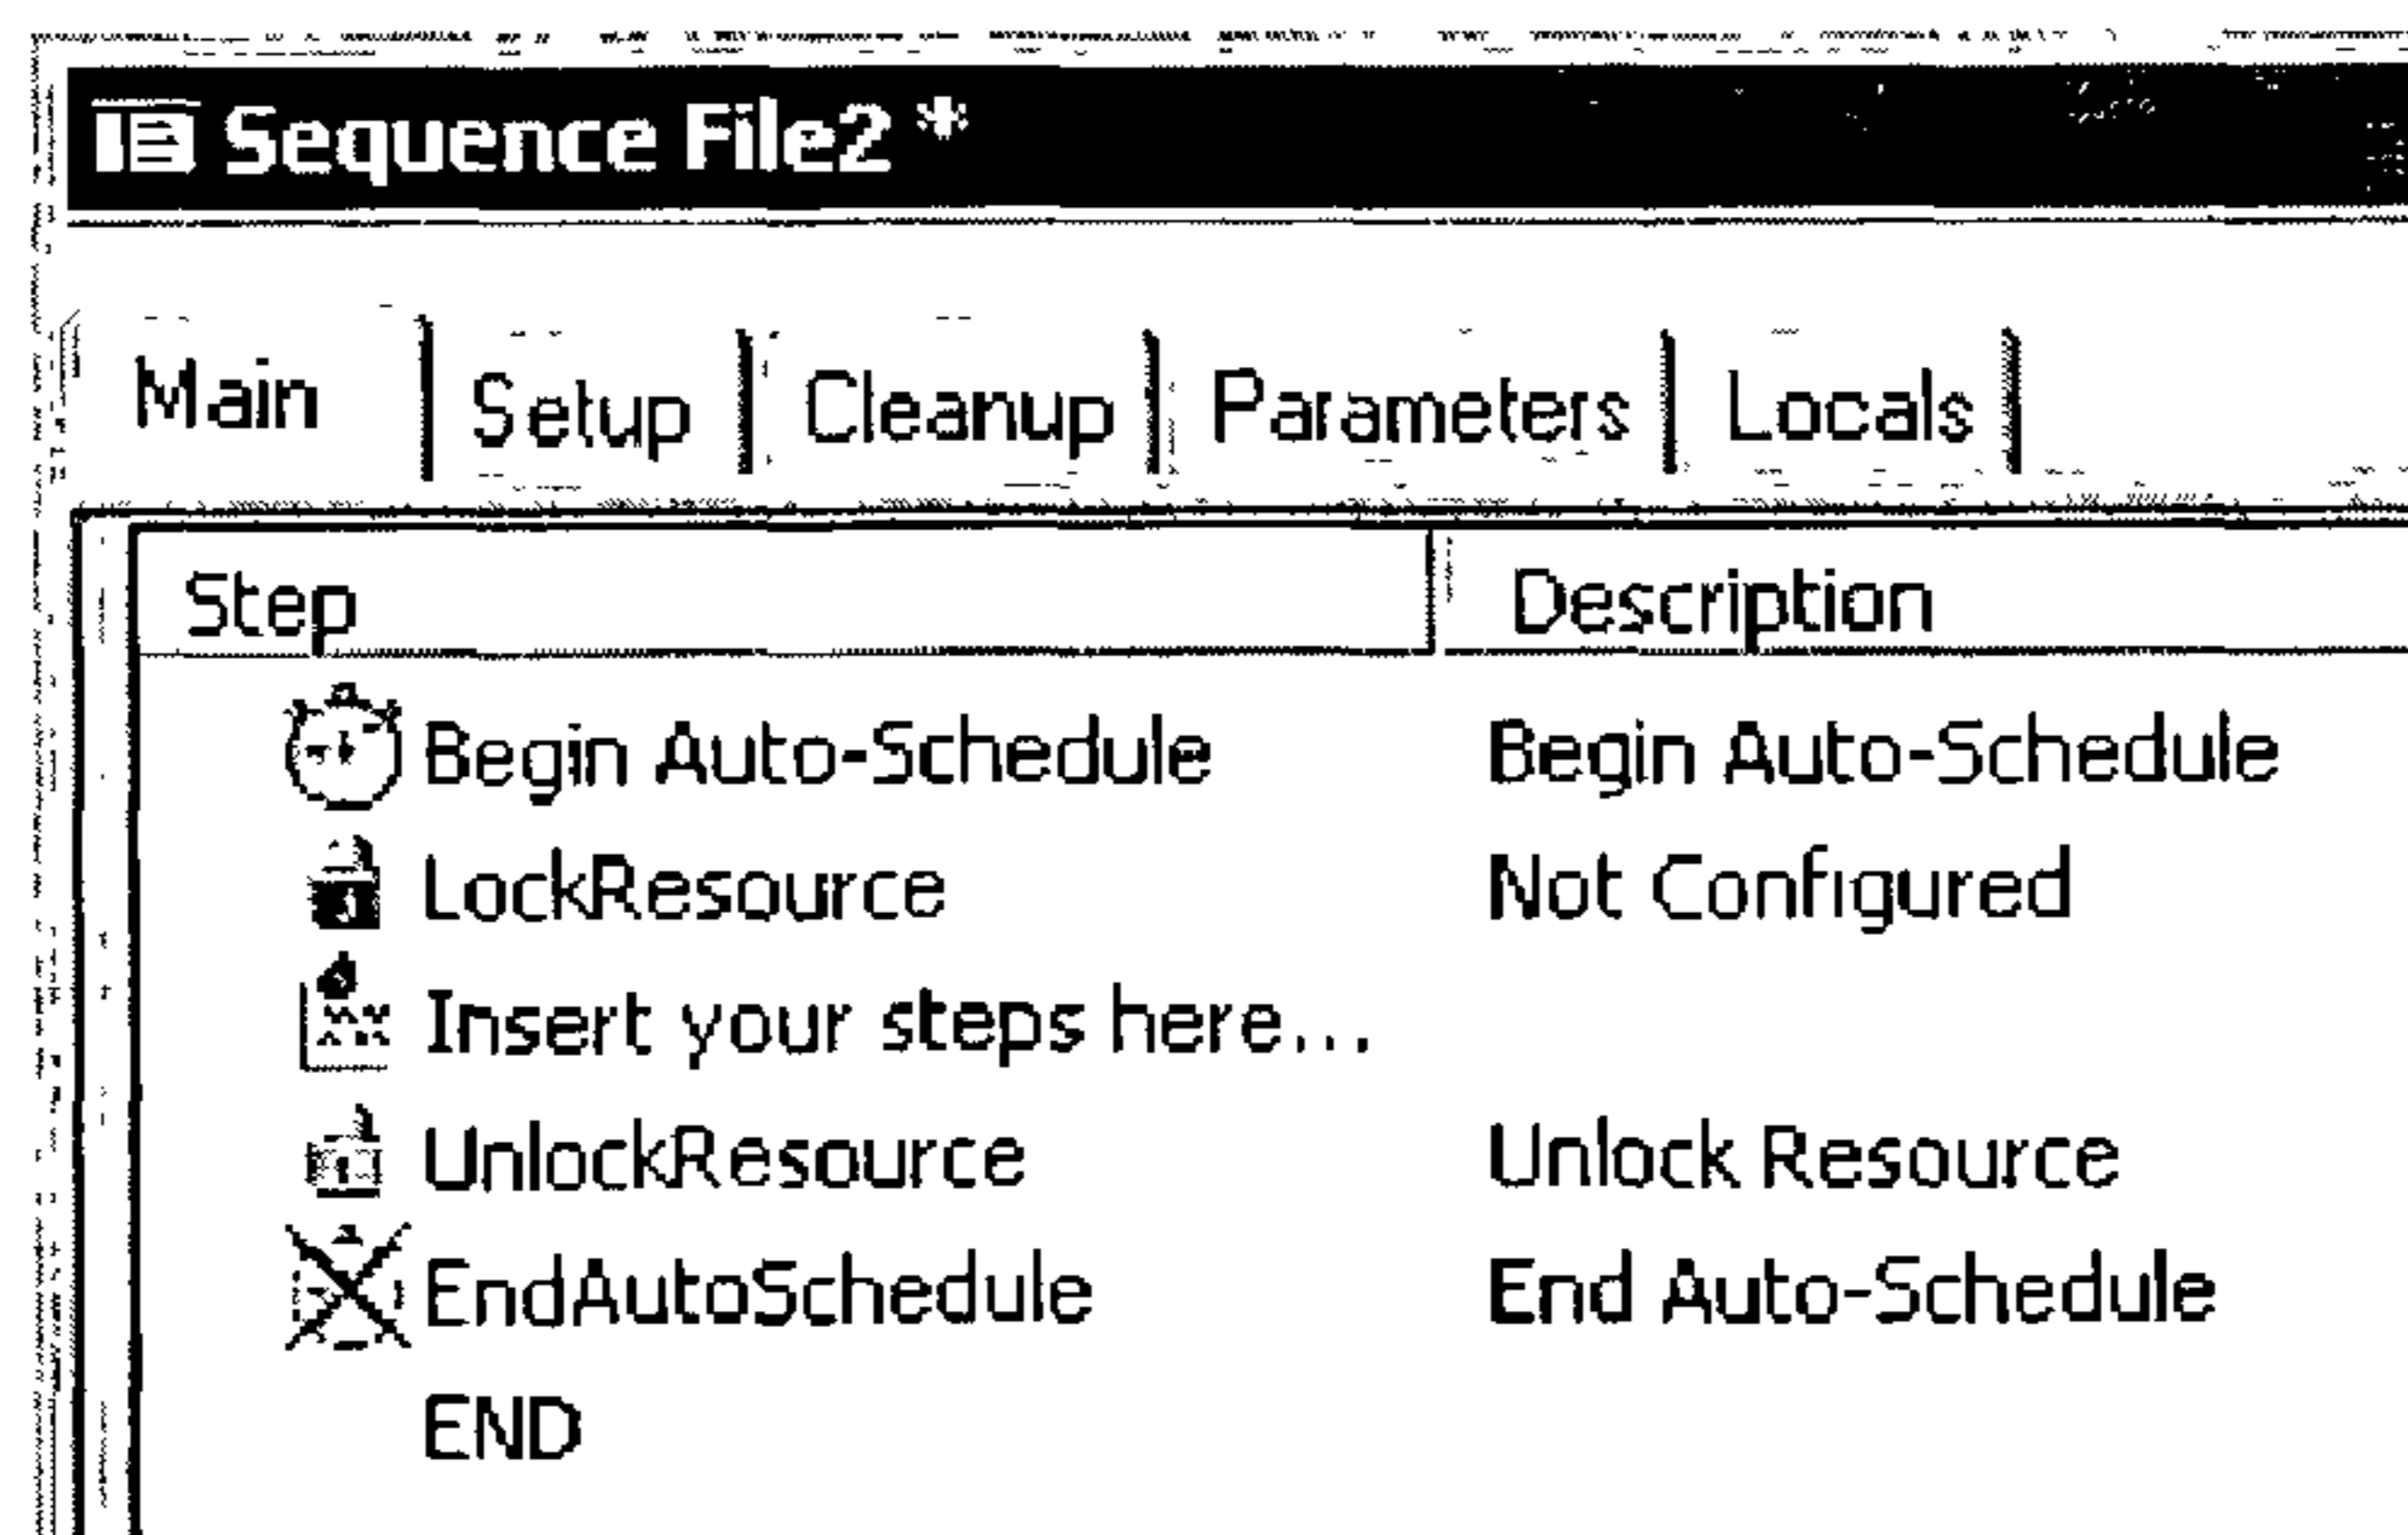 Sequence File2 *
Main Setup Cleanup Parameters Locals
Step Description
Begin Auto-Schedule Begin Auto-Schedule
LockResource Not Configured
Insert your steps here...
UnlockResource Unlock Resource
EndAutoSchedule End Auto-Schedule
END